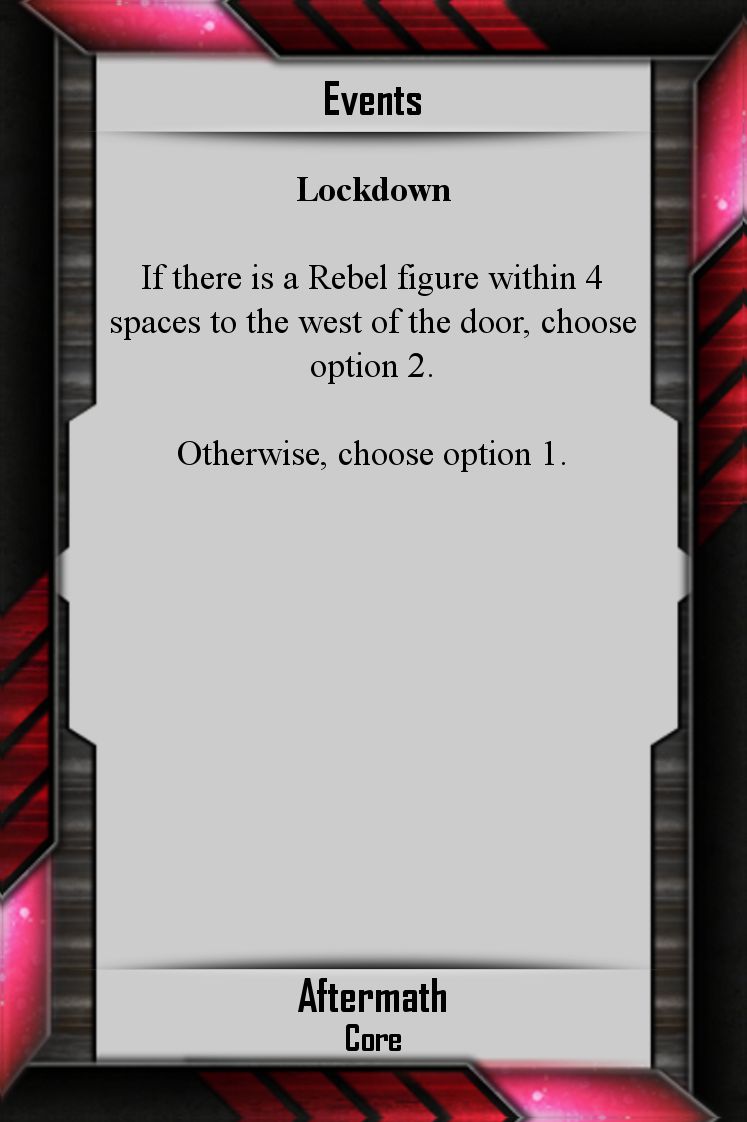 Events
Lockdown
If there is a Rebel figure within 4
spaces to the west of the door, choose
option 2.
Otherwise, choose option 1.
Aftermath
Core